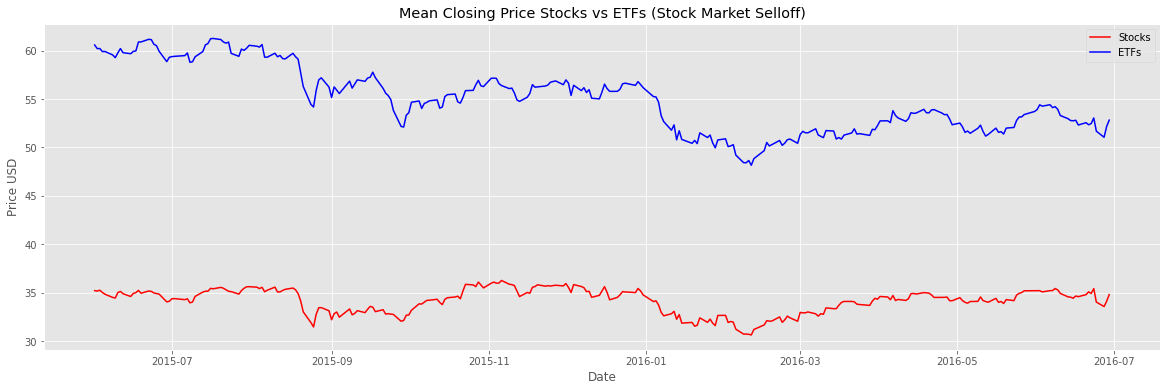 Mean Closing Price Stocks vs ETFs (Stock Market Selloff)
Stocks
ETFs
Price USD
60
55
50
45
40
35
30
2015-07
2015-09
2015-11
2016-01
2016-03
2016-05
2016-07
Date